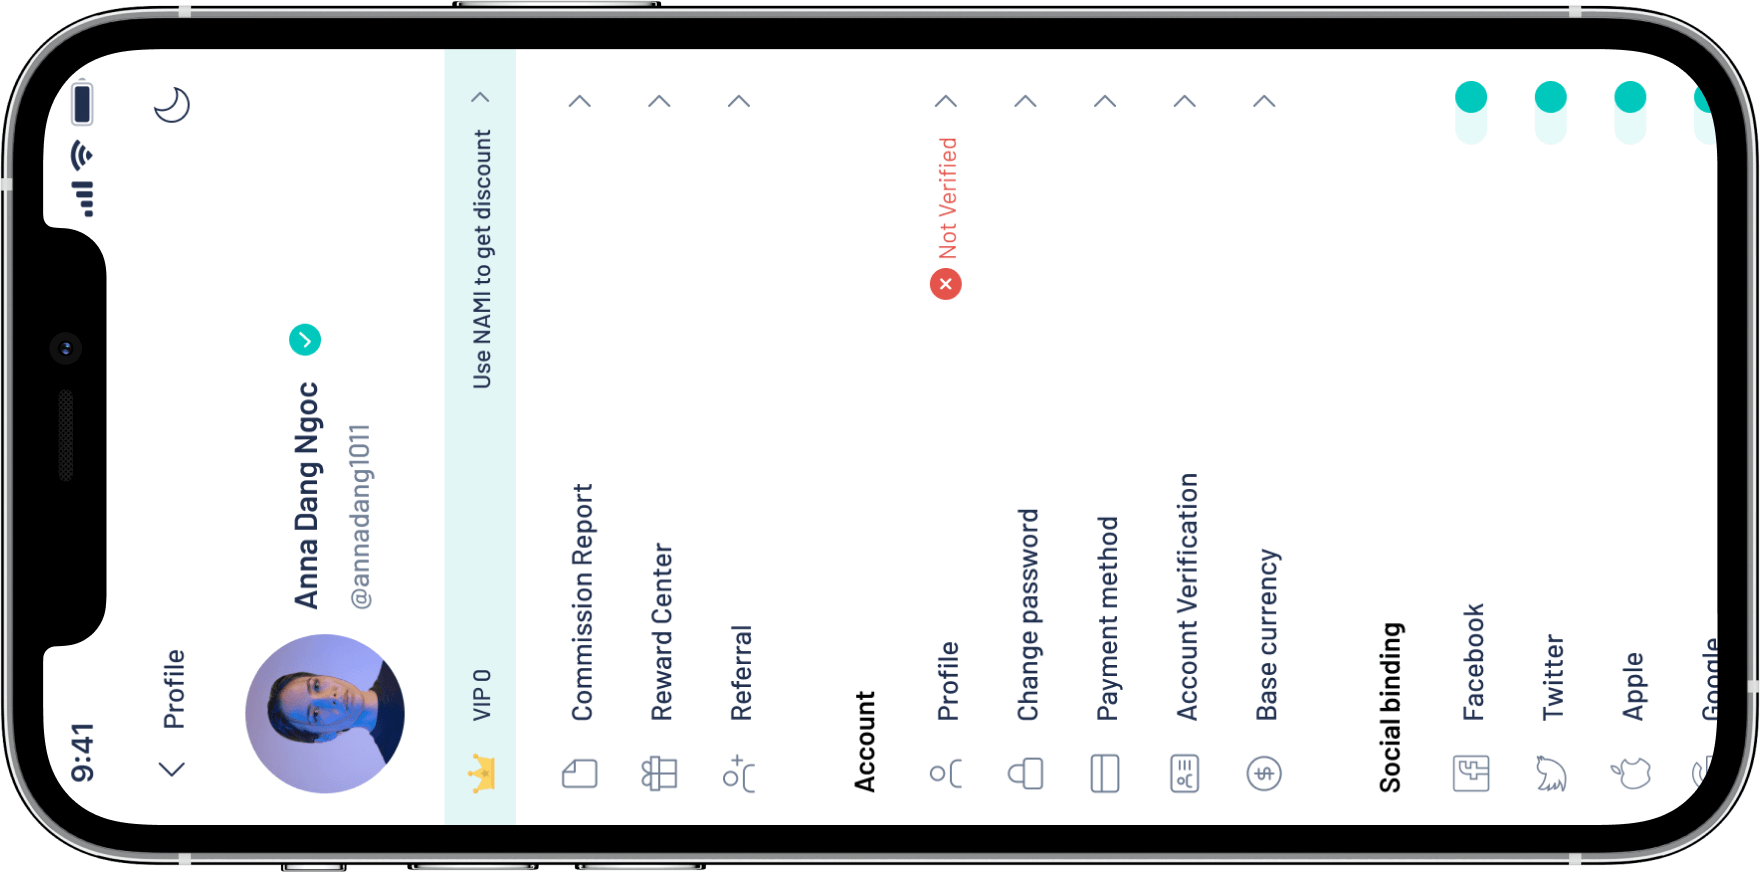 9:41
Profile
Anna Dang Ngoc
@annadang1011
VIP 0 Use NAMI to get discount
Commission Report
Reward Center
Referral
Account
Profile Not Verified
Change password
Payment method
Account Verification
Base currency
Social binding
Facebook
Twitter
Apple
Google